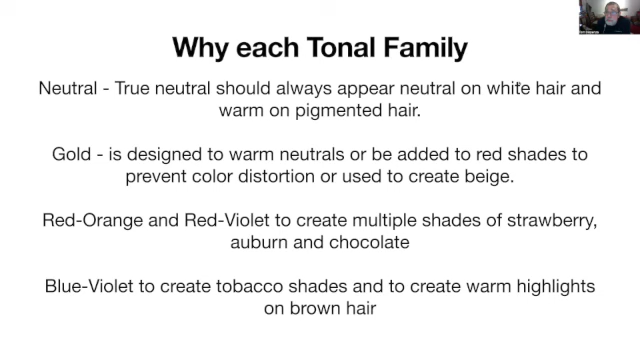 Why each Tonal Family
Neutral - True neutral should always appear neutral on white hair and
warm on pigmented hair.
Gold - is designed to warm neutrals or be added to red shades to
prevent color distortion or used to create beige.
Red-Orange and Red-Violet to create multiple shades of strawberry,
auburn and chocolate
Blue-Violet to create tobacco shades and to create warm highlights
on brown hair